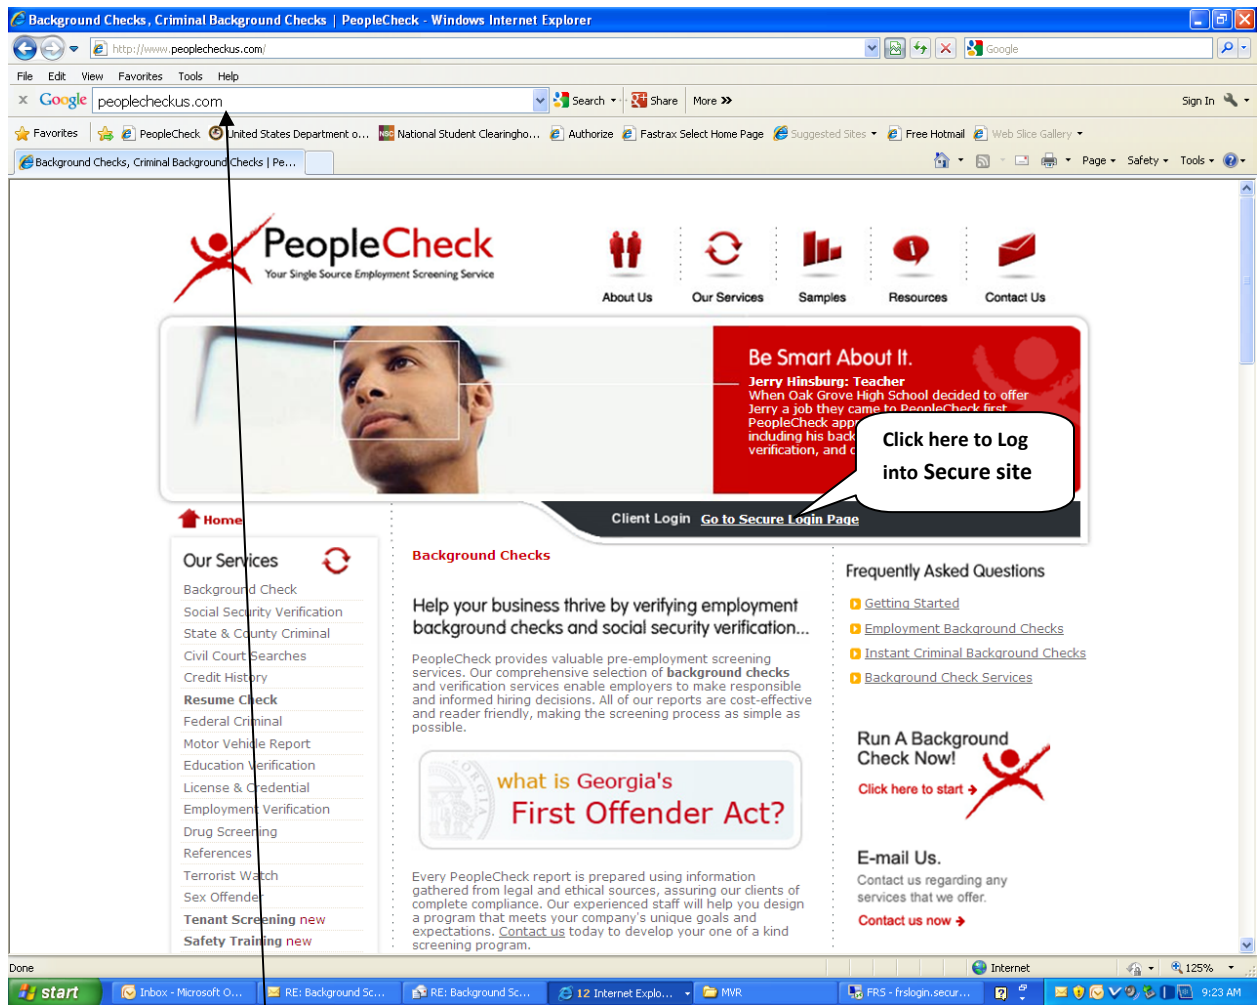 Background Checks, Criminal Background Checks | PeopleCheck - Windows Internet Explorer
http://www.peoplecheckus.com/
Google
File Edit View Favorites Tools Help
x Google peoplecheckus.com Search Share More >> Sign In
Favorites PeopleCheck United States Department o... NSC National Student Clearingho... Authorize Fastrax Select Home Page Suggested Sites Free Hotmail Web Slice Gallery
Background Checks, Criminal Background Checks | Pe... Page Safety Tools
PeopleCheck
Your Single Source Employment Screening Service
About Us Our Services Samples Resources Contact Us
Be Smart About It.
Jerry Hinsburg: Teacher
When Oak Grove High School decided to offer
Jerry a job they came to PeopleCheck first.
PeopleCheck app
including his back
verification, and c
Click here to Log
into Secure site
Home
Client Login Go to Secure Login Page
Our Services
Background Check
Social Security Verification
State & County Criminal
Civil Court Searches
Credit History
Resume Check
Federal Criminal
Motor Vehicle Report
Education Verification
License & Credential
Employment Verification
Drug Screening
References
Terrorist Watch
Sex Offender
Tenant Screening new
Safety Training new
Background Checks
Help your business thrive by verifying employment
background checks and social security verification...
PeopleCheck provides valuable pre-employment screening
services. Our comprehensive selection of background checks
and verification services enable employers to make responsible
and informed hiring decisions. All of our reports are cost-effective
and reader friendly, making the screening process as simple as
possible.
GEORGIA
what is Georgia's
First Offender Act?
Every PeopleCheck report is prepared using information
gathered from legal and ethical sources, assuring our clients of
complete compliance. Our experienced staff will help you design
a program that meets your company's unique goals and
expectations. Contact us today to develop your one of a kind
screening program.
Frequently Asked Questions
Getting Started
Employment Background Checks
Instant Criminal Background Checks
Background Check Services
Run A Background
Check Now!
Click here to start
E-mail Us.
Contact us regarding any
services that we offer.
Contact us now
Done Internet 125%
start Inbox - Microsoft O... RE: Background Sc... RE: Background Sc... 12 Internet Explo... MVR FRS - frslogin.secur... 9:23 AM